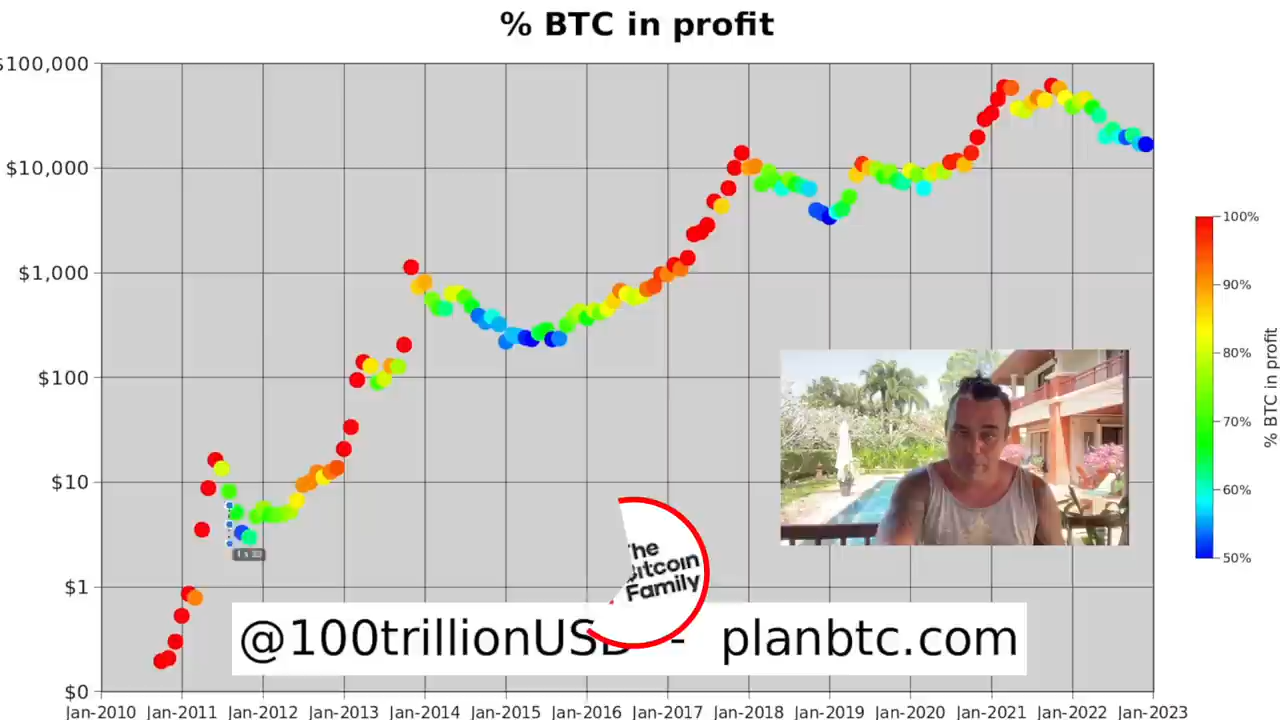 % BTC in profit
$100,000
$10,000
$1,000
$100
$10
$1
$0
Jan-2010 Jan-2011 Jan-2012 Jan-2013 Jan-2014 Jan-2015 Jan-2016 Jan-2017 Jan-2018 Jan-2019 Jan-2020 Jan-2021 Jan-2022 Jan-2023
100%
90%
80%
70%
60%
50%
% BTC in profit
The
Bitcoin
Family
@100trillionUSD - planbtc.com